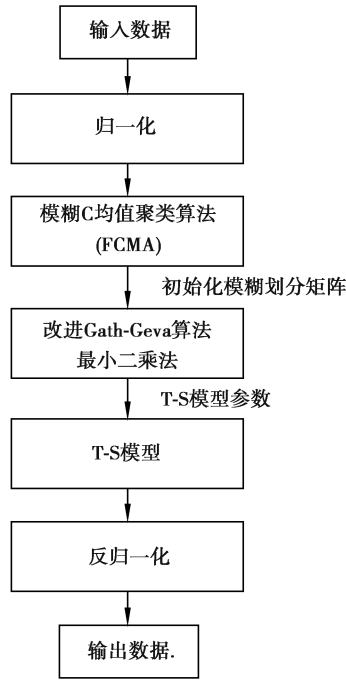 输入数据
归一化
模糊C均值聚类算法
(FCMA)
初始化模糊划分矩阵
改进Gath-Geva算法
最小二乘法
T-S模型参数
T-S模型
反归一化
输出数据.